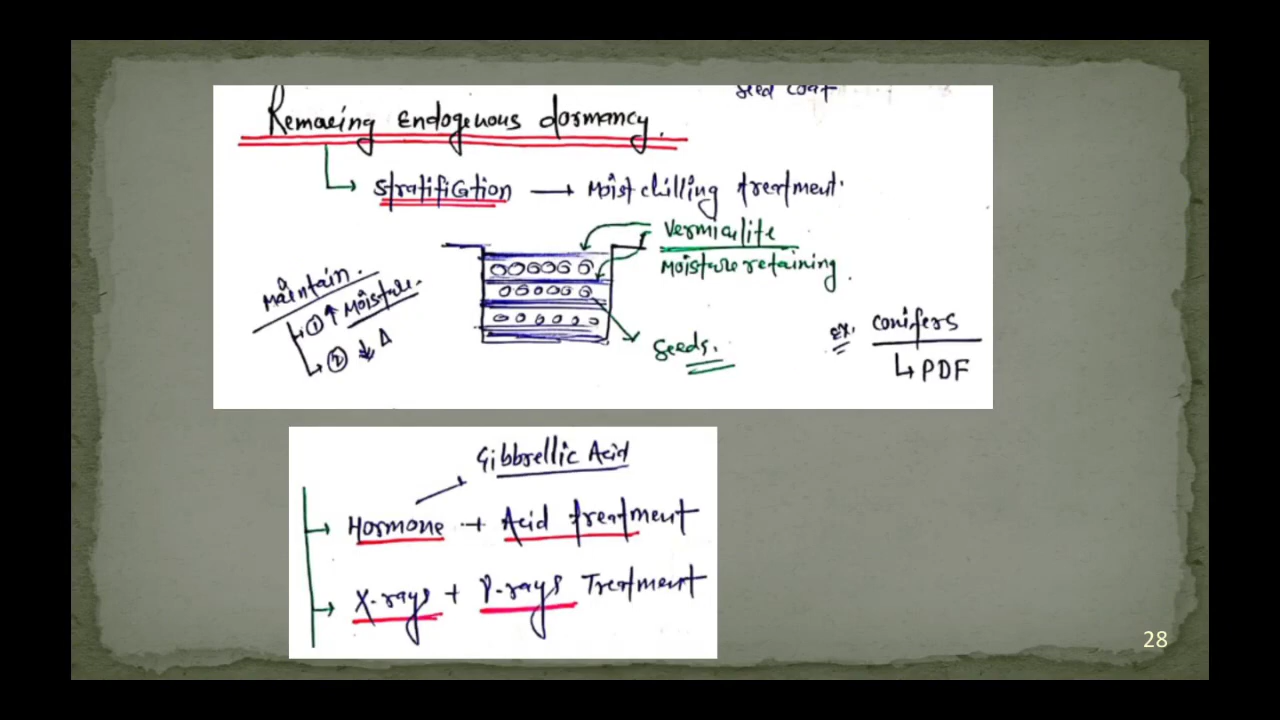 seed coat
Removing Endogenous dormancy.
Stratification → Moist chilling treatment.
Vermiculite
Moisture retaining.
Maintain.
① ↑ Moisture.
② ↓ Δ
Seeds.
ex. conifers
↳ PDF
Gibbrellic Acid
Hormone + Acid treatment
X-rays + γ-rays Treatment
28